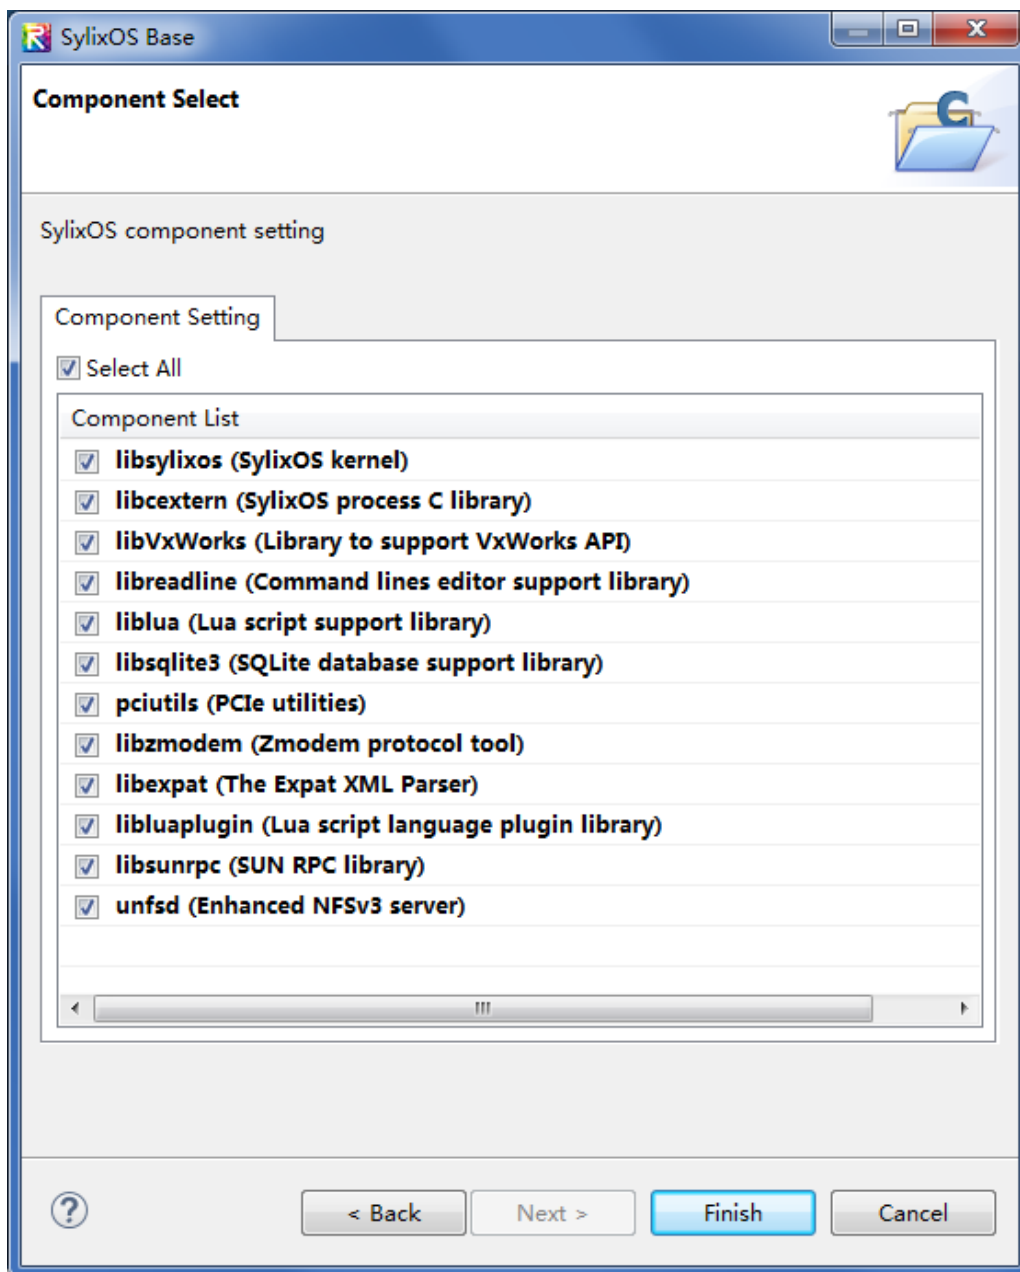 SylixOS Base
Component Select
SylixOS component setting
Component Setting
Select All
Component List
libsylixos (SylixOS kernel)
libcextern (SylixOS process C library)
libVxWorks (Library to support VxWorks API)
libreadline (Command lines editor support library)
liblua (Lua script support library)
libsqlite3 (SQLite database support library)
pciutils (PCIe utilities)
libzmodem (Zmodem protocol tool)
libexpat (The Expat XML Parser)
libluaplugin (Lua script language plugin library)
libsunrpc (SUN RPC library)
unfsd (Enhanced NFSv3 server)
< Back Next > Finish Cancel